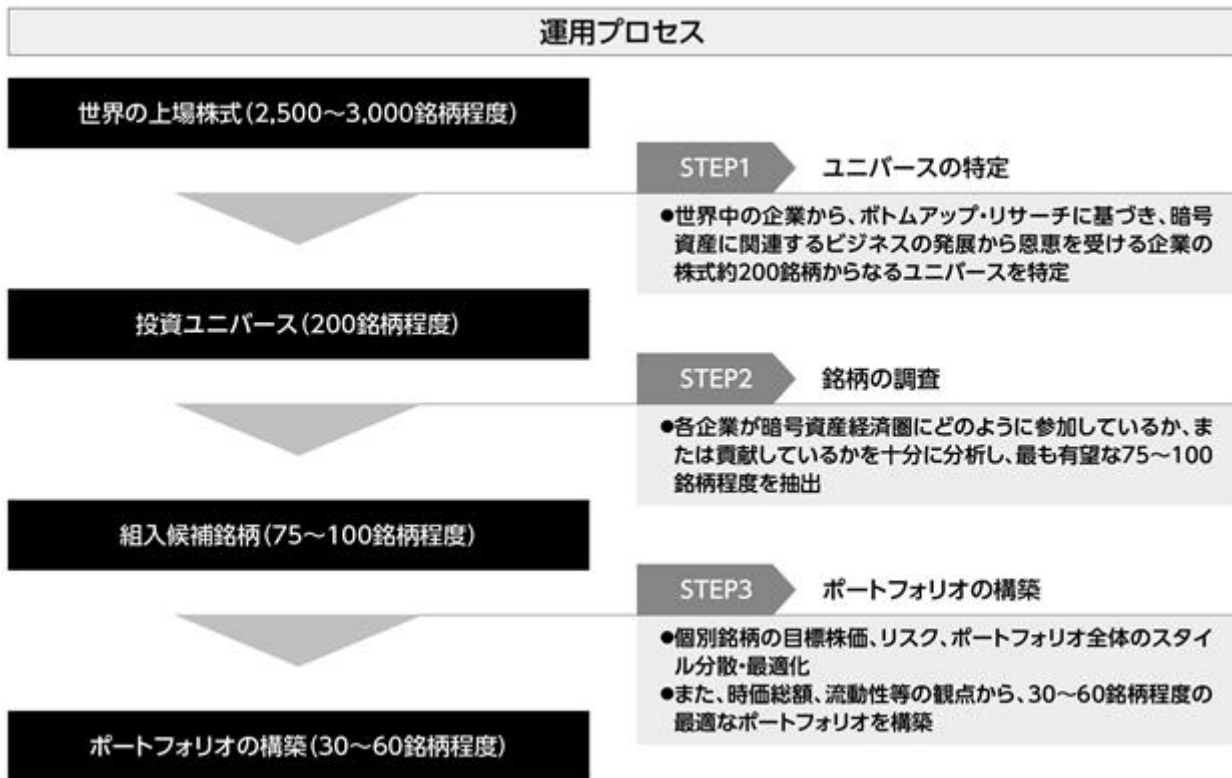 運用プロセス
世界の上場株式(2,500～3,000銘柄程度)
STEP1
ユニバースの特定
●世界中の企業から、ボトムアップ・リサーチに基づき、暗号
資産に関連するビジネスの発展から恩恵を受ける企業の
株式約200銘柄からなるユニバースを特定
投資ユニバース(200銘柄程度)
STEP2
銘柄の調査
●各企業が暗号資産経済圏にどのように参加しているか、ま
たは貢献しているかを十分に分析し、最も有望な75～100
銘柄程度を抽出
組入候補銘柄(75～100銘柄程度)
STEP3
ポートフォリオの構築
●個別銘柄の目標株価、リスク、ポートフォリオ全体のスタイ
ル分散・最適化
●また、時価総額、流動性等の観点から、30～60銘柄程度の
最適なポートフォリオを構築
ポートフォリオの構築(30～60銘柄程度)